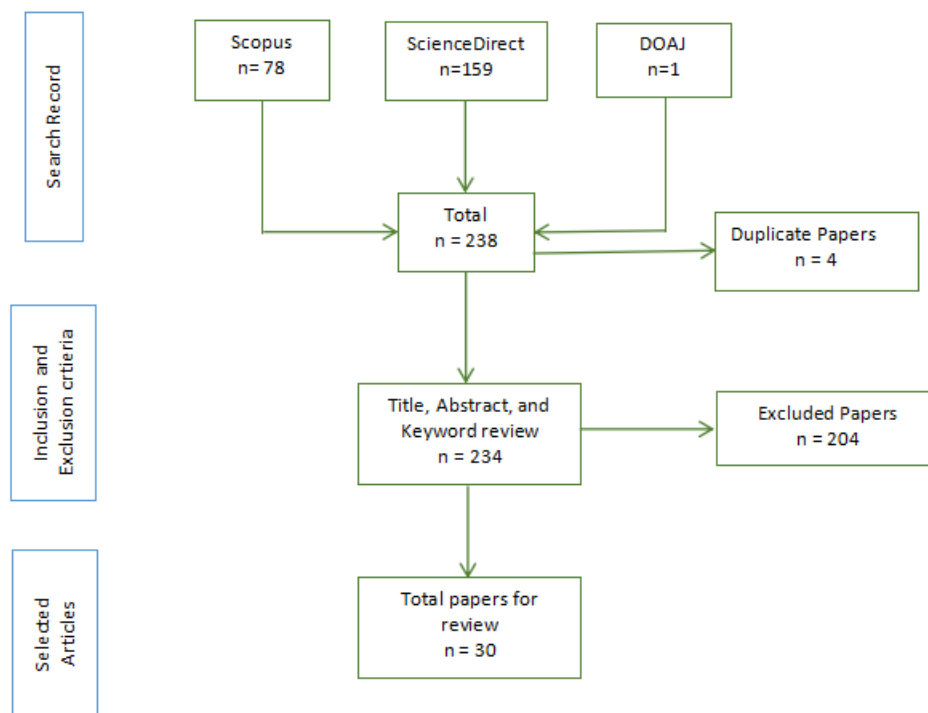 Search Record
Scopus
n= 78
ScienceDirect
n=159
DOAJ
n=1
Total
n = 238
Duplicate Papers
n = 4
Inclusion and
Exclusion crtieria
Title, Abstract, and
Keyword review
n = 234
Excluded Papers
n = 204
Selected
Articles
Total papers for
review
n = 30